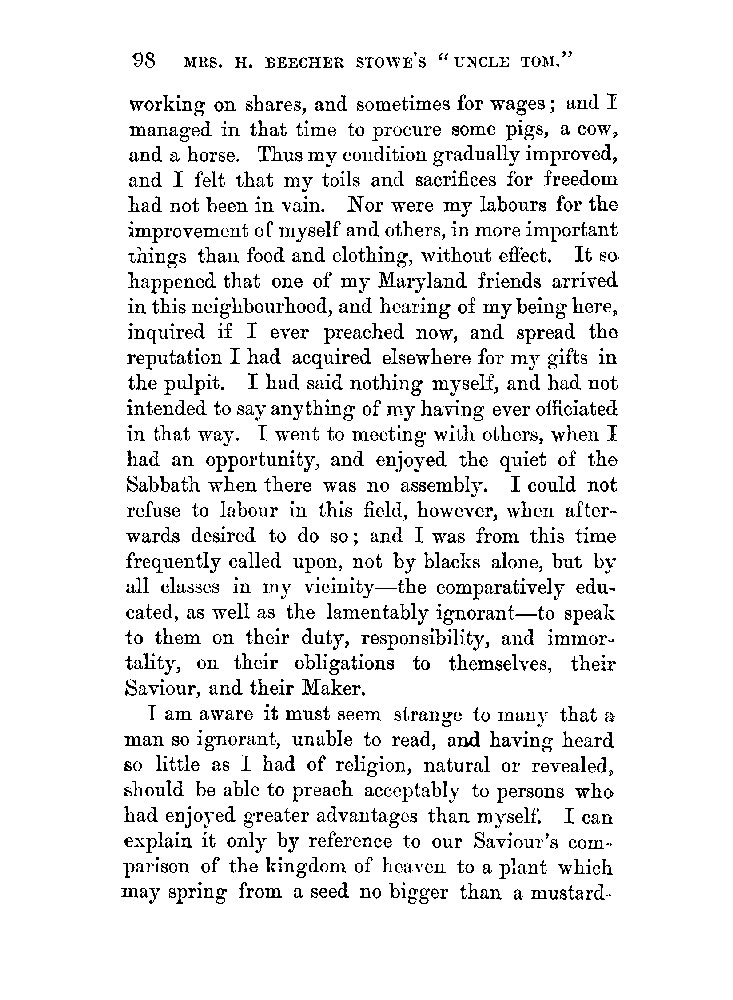 98 MRS. H. BEECHER STOWE'S "UNCLE TOM."
working on shares, and sometimes for wages; and I
managed in that time to procure some pigs, a cow,
and a horse. Thus my condition gradually improved,
and I felt that my toils and sacrifices for freedom
had not been in vain. Nor were my labours for the
improvement of myself and others, in more important
things than food and clothing, without effect. It so
happened that one of my Maryland friends arrived
in this neighbourhood, and hearing of my being here,
inquired if I ever preached now, and spread the
reputation I had acquired elsewhere for my gifts in
the pulpit. I had said nothing myself, and had not
intended to say anything of my having ever officiated
in that way. I went to meeting with others, when I
had an opportunity, and enjoyed the quiet of the
Sabbath when there was no assembly. I could not
refuse to labour in this field, however, when after-
wards desired to do so; and I was from this time
frequently called upon, not by blacks alone, but by
all classes in my vicinity—the comparatively edu-
cated, as well as the lamentably ignorant—to speak
to them on their duty, responsibility, and immor-
tality, on their obligations to themselves, their
Saviour, and their Maker.
I am aware it must seem strange to many that a
man so ignorant, unable to read, and having heard
so little as I had of religion, natural or revealed,
should be able to preach acceptably to persons who
had enjoyed greater advantages than myself. I can
explain it only by reference to our Saviour's com-
parison of the kingdom of heaven to a plant which
may spring from a seed no bigger than a mustard-